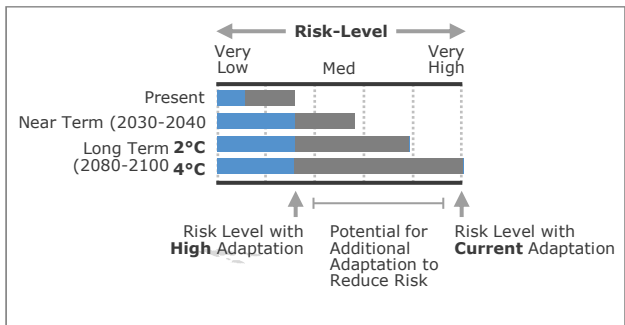 Risk-Level
Very Low
Med
Very High
Present
Near Term (2030-2040
Long Term 2°C
(2080-2100 4°C
Risk Level with
High Adaptation
Potential for
Additional
Adaptation to
Reduce Risk
Risk Level with
Current Adaptation